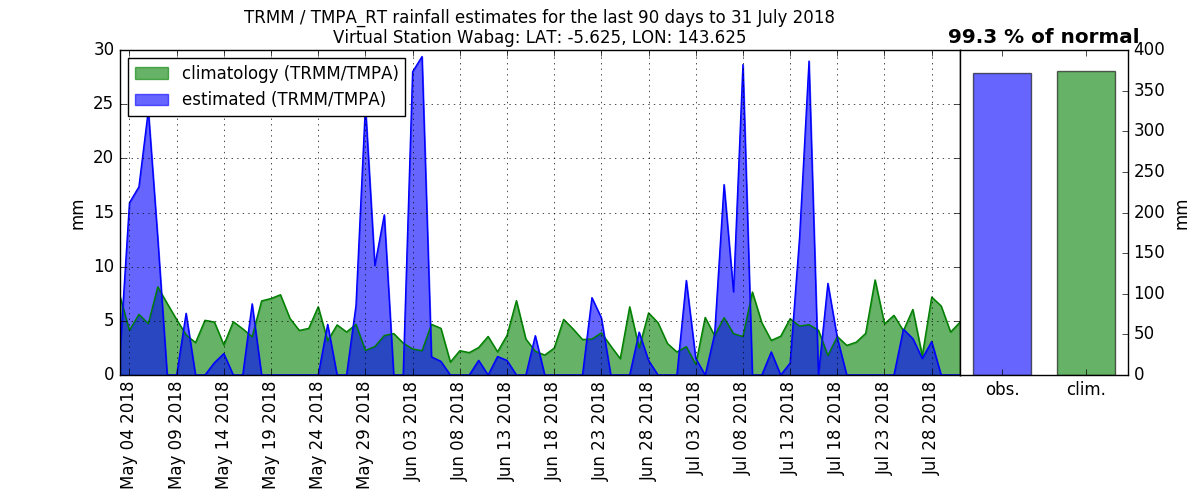 TRMM / TMPA_RT rainfall estimates for the last 90 days to 31 July 2018
Virtual Station Wabag: LAT: -5.625, LON: 143.625
99.3 % of normal
climatology (TRMM/TMPA)
estimated (TRMM/TMPA)
30
25
20
15
10
5
0
mm
May 04 2018
May 09 2018
May 14 2018
May 19 2018
May 24 2018
May 29 2018
Jun 03 2018
Jun 08 2018
Jun 13 2018
Jun 18 2018
Jun 23 2018
Jun 28 2018
Jul 03 2018
Jul 08 2018
Jul 13 2018
Jul 18 2018
Jul 23 2018
Jul 28 2018
obs.
clim.
400
350
300
250
200
150
100
50
0
mm